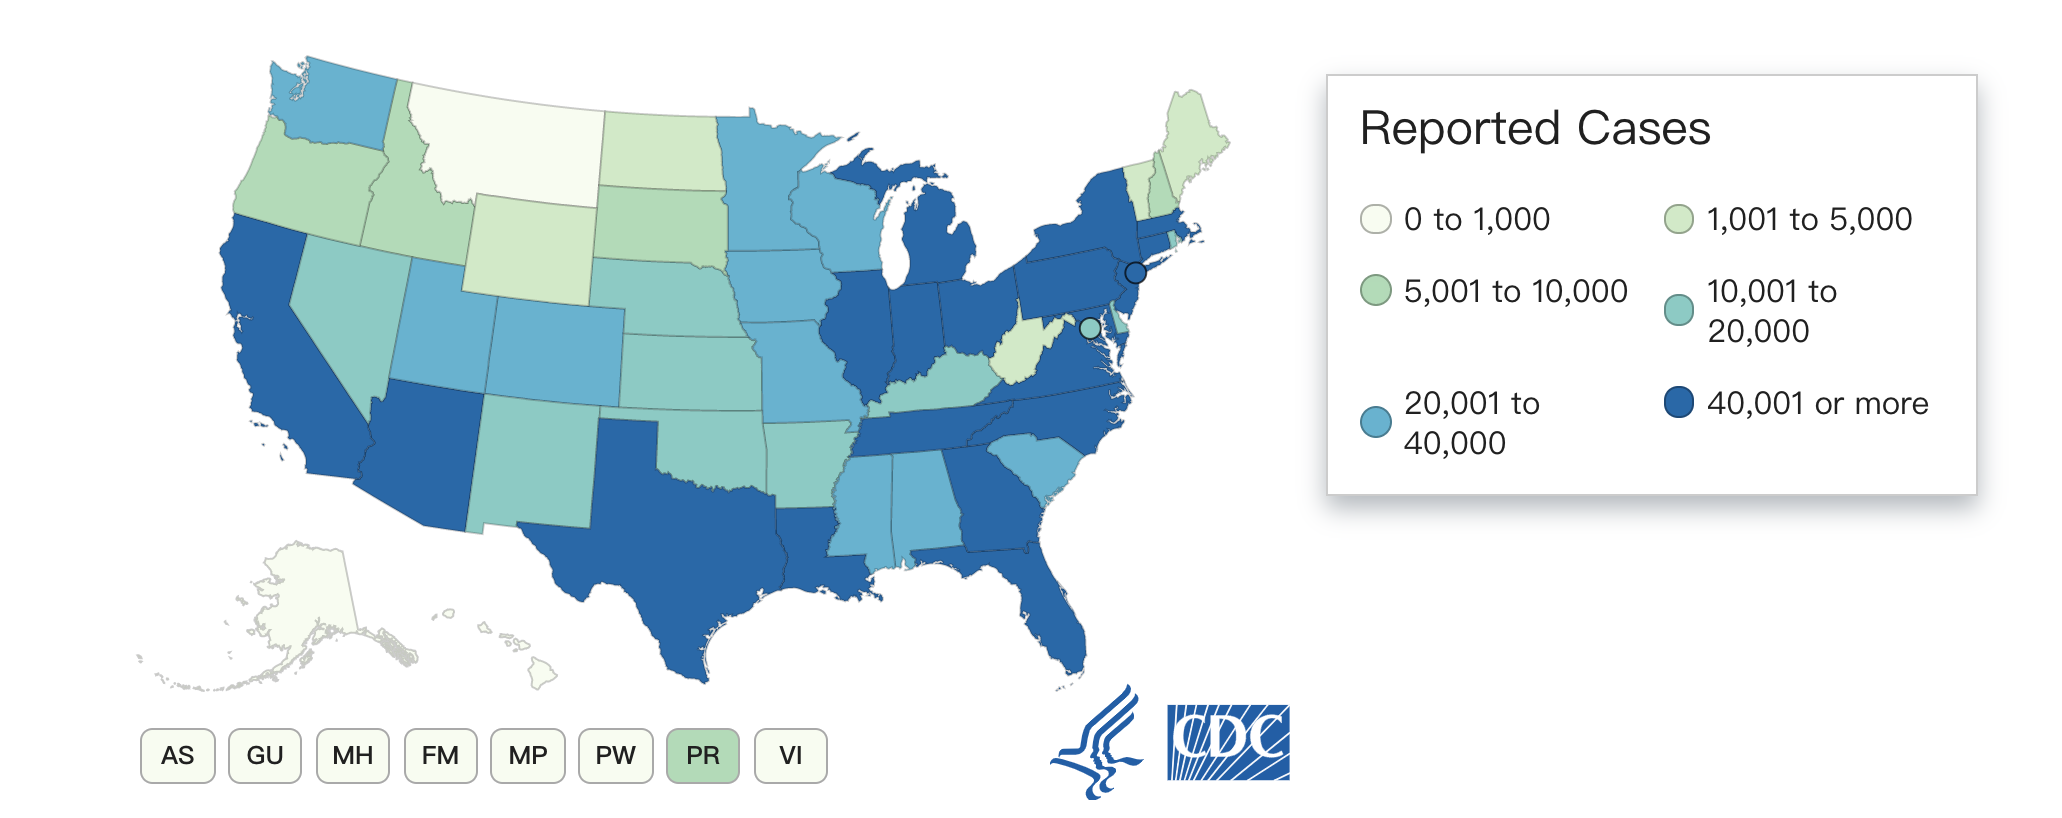 Reported Cases
0 to 1,000
1,001 to 5,000
5,001 to 10,000
10,001 to
20,000
20,001 to
40,000
40,001 or more
AS
GU
MH
FM
MP
PW
PR
VI
CDC